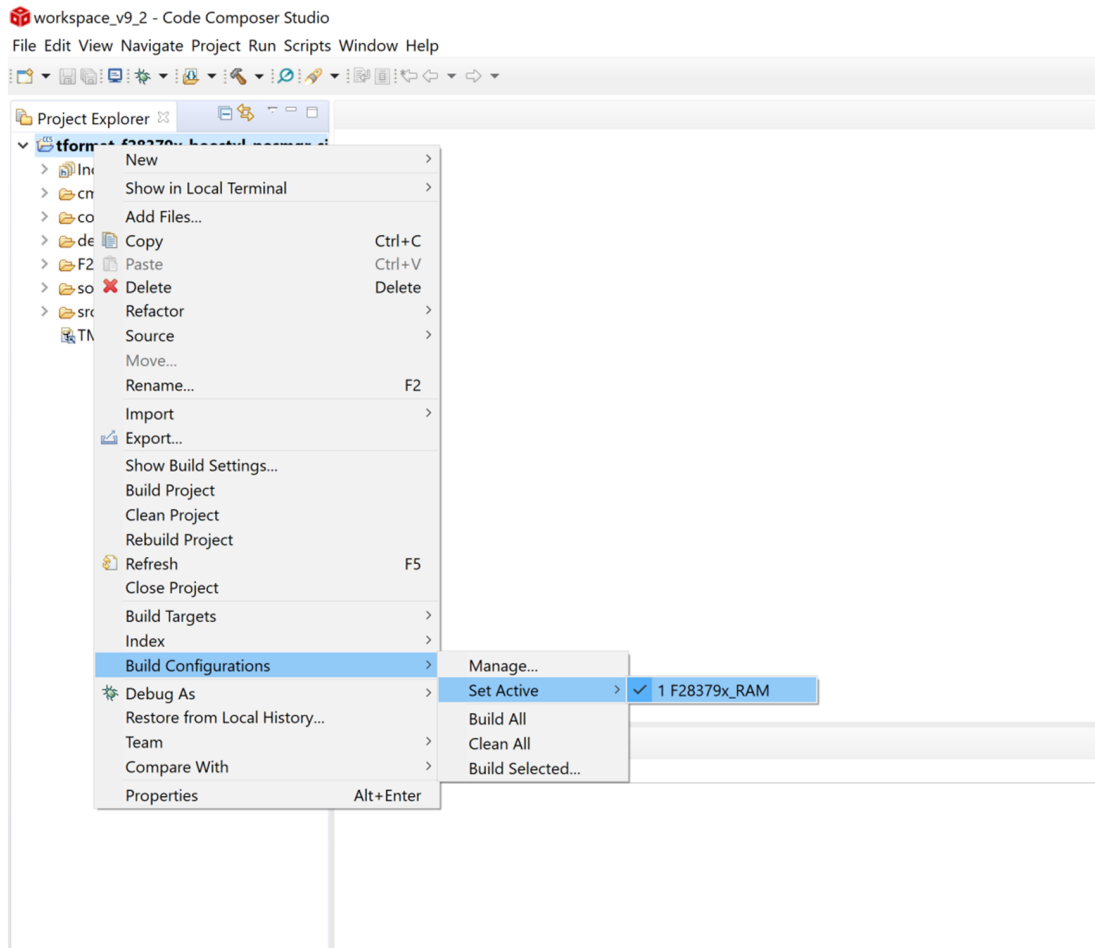 workspace_v9_2 - Code Composer Studio
File Edit View Navigate Project Run Scripts Window Help
Project Explorer
New
Show in Local Terminal
Add Files...
Copy Ctrl+C
Paste Ctrl+V
Delete Delete
Refactor
Source
Move...
Rename... F2
Import
Export...
Show Build Settings...
Build Project
Clean Project
Rebuild Project
Refresh F5
Close Project
Build Targets
Index
Build Configurations
Manage...
Debug As
Set Active
1 F28379x_RAM
Restore from Local History...
Build All
Team
Clean All
Compare With
Build Selected...
Properties Alt+Enter